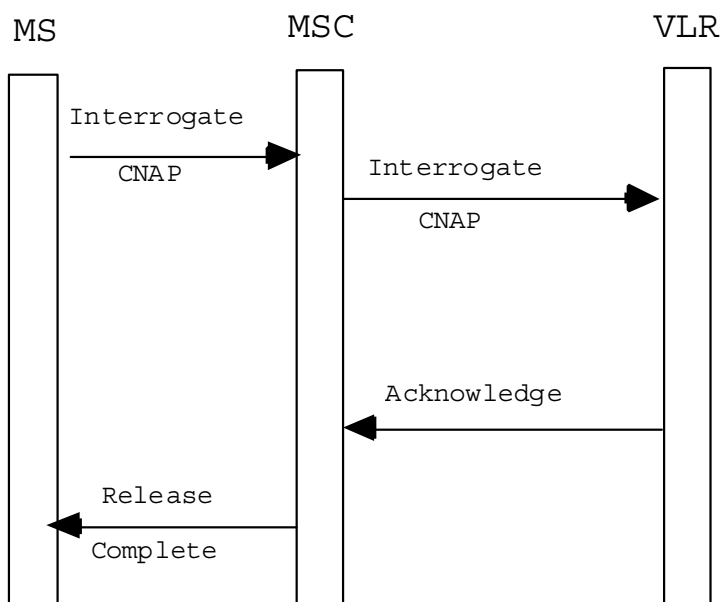 MS MSC VLR
Interrogate
CNAP
Interrogate
CNAP
Acknowledge
Release
Complete